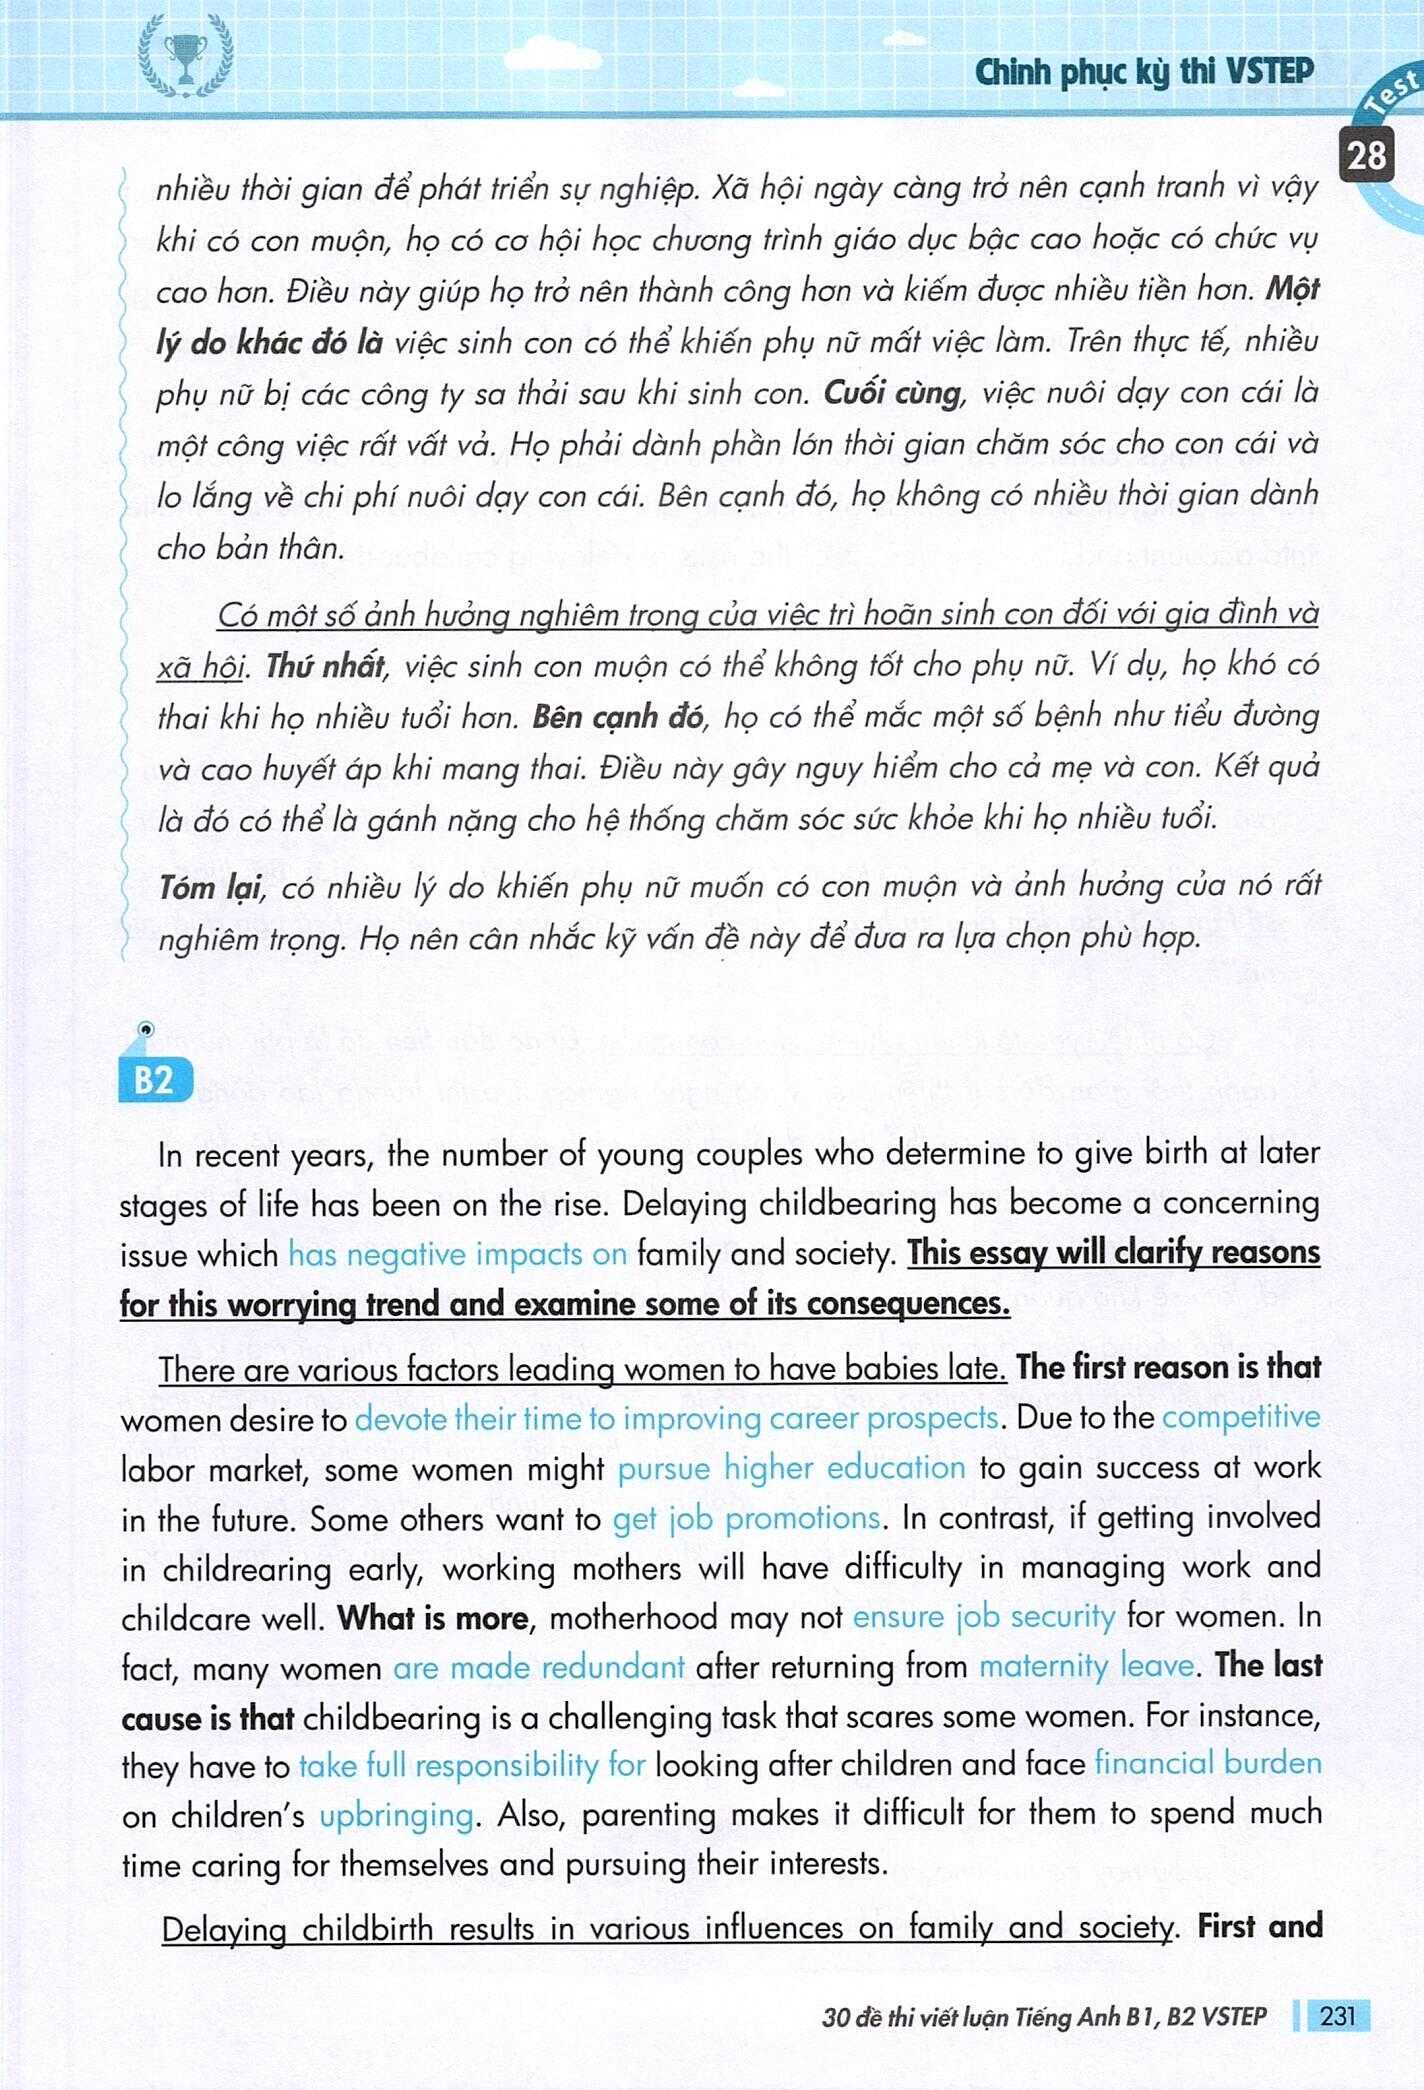 Chinh phục kỳ thi VSTEP
Test
28
nhiều thời gian để phát triển sự nghiệp. Xã hội ngày càng trở nên cạnh tranh vì vậy
khi có con muộn, họ có cơ hội học chương trình giáo dục bậc cao hoặc có chức vụ
cao hơn. Điều này giúp họ trở nên thành công hơn và kiếm được nhiều tiền hơn. Một
lý do khác đó là việc sinh con có thể khiến phụ nữ mất việc làm. Trên thực tế, nhiều
phụ nữ bị các công ty sa thải sau khi sinh con. Cuối cùng, việc nuôi dạy con cái là
một công việc rất vất vả. Họ phải dành phần lớn thời gian chăm sóc cho con cái và
lo lắng về chi phí nuôi dạy con cái. Bên cạnh đó, họ không có nhiều thời gian dành
cho bản thân.
Có một số ảnh hưởng nghiêm trọng của việc trì hoãn sinh con đối với gia đình và
xã hội. Thứ nhất, việc sinh con muộn có thể không tốt cho phụ nữ. Ví dụ, họ khó có
thai khi họ nhiều tuổi hơn. Bên cạnh đó, họ có thể mắc một số bệnh như tiểu đường
và cao huyết áp khi mang thai. Điều này gây nguy hiểm cho cả mẹ và con. Kết quả
là đó có thể là gánh nặng cho hệ thống chăm sóc sức khỏe khi họ nhiều tuổi.
Tóm lại, có nhiều lý do khiến phụ nữ muốn có con muộn và ảnh hưởng của nó rất
nghiêm trọng. Họ nên cân nhắc kỹ vấn đề này để đưa ra lựa chọn phù hợp.
B2
In recent years, the number of young couples who determine to give birth at later
stages of life has been on the rise. Delaying childbearing has become a concerning
issue which has negative impacts on family and society. This essay will clarify reasons
for this worrying trend and examine some of its consequences.
There are various factors leading women to have babies late. The first reason is that
women desire to devote their time to improving career prospects. Due to the competitive
labor market, some women might pursue higher education to gain success at work
in the future. Some others want to get job promotions. In contrast, if getting involved
in childrearing early, working mothers will have difficulty in managing work and
childcare well. What is more, motherhood may not ensure job security for women. In
fact, many women are made redundant after returning from maternity leave. The last
cause is that childbearing is a challenging task that scares some women. For instance,
they have to take full responsibility for looking after children and face financial burden
on children's upbringing. Also, parenting makes it difficult for them to spend much
time caring for themselves and pursuing their interests.
Delaying childbirth results in various influences on family and society. First and
30 đề thi viết luận Tiếng Anh B1, B2 VSTEP
231